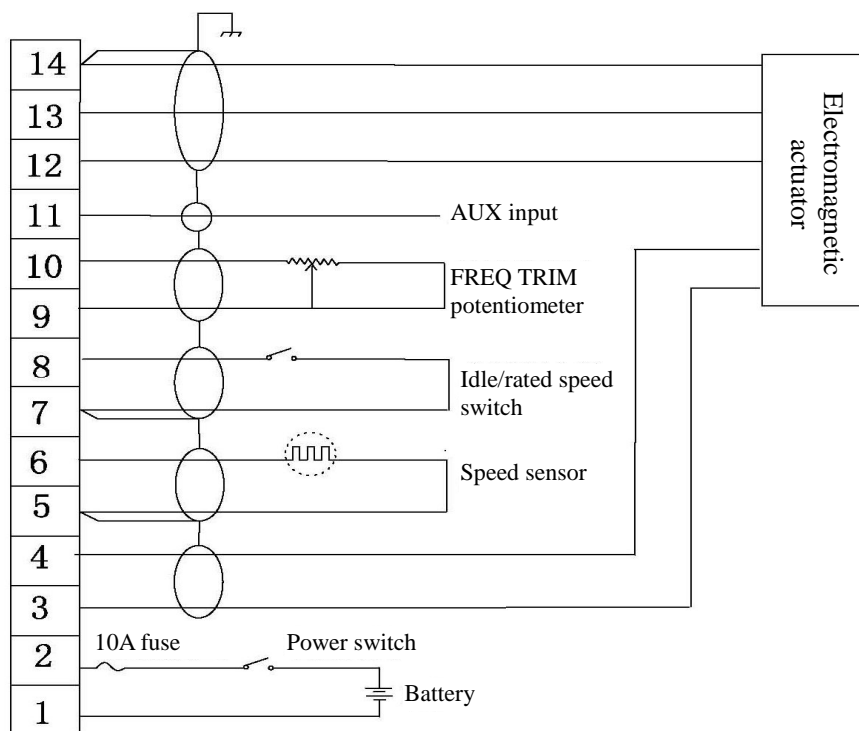 14
13
12
11
10
9
8
7
6
5
4
3
2
1
AUX input
FREQ TRIM
potentiometer
Idle/rated speed
switch
Speed sensor
10A fuse
Power switch
Battery
Electromagnetic
actuator